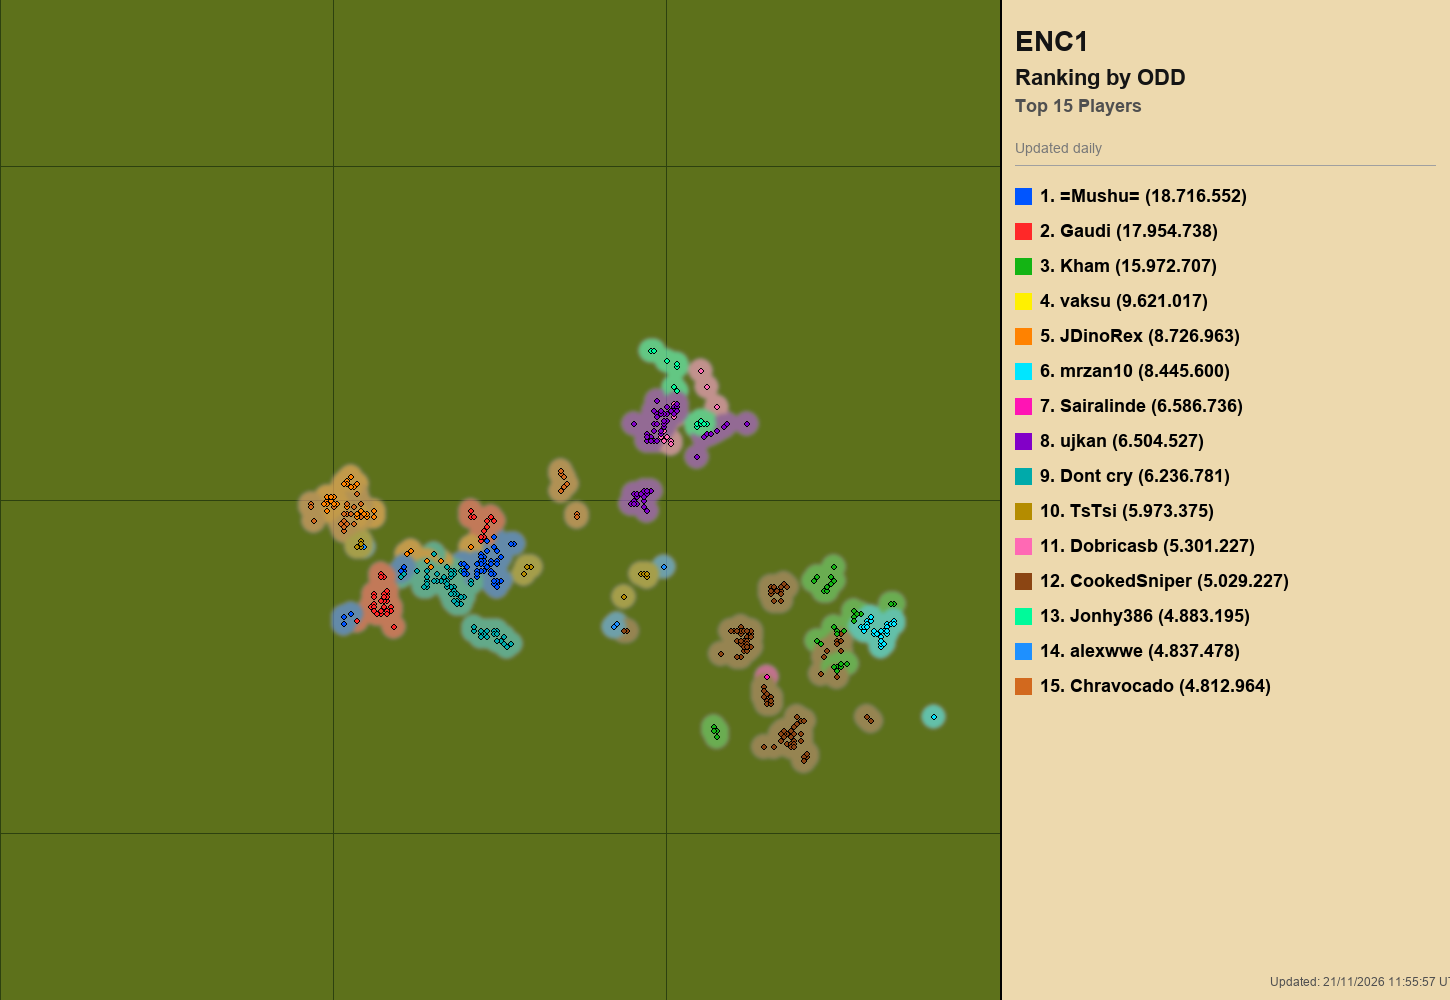 ENC1
Ranking by ODD
Top 15 Players
Updated daily
1. =Mushu= (18.716.552)
2. Gaudi (17.954.738)
3. Kham (15.972.707)
4. vaksu (9.621.017)
5. JDinoRex (8.726.963)
6. mrzan10 (8.445.600)
7. Sairalinde (6.586.736)
8. ujkan (6.504.527)
9. Dont cry (6.236.781)
10. TsTsi (5.973.375)
11. Dobricasb (5.301.227)
12. CookedSniper (5.029.227)
13. Jonhy386 (4.883.195)
14. alexwwe (4.837.478)
15. Chravocado (4.812.964)
Updated: 21/11/2026 11:55:57